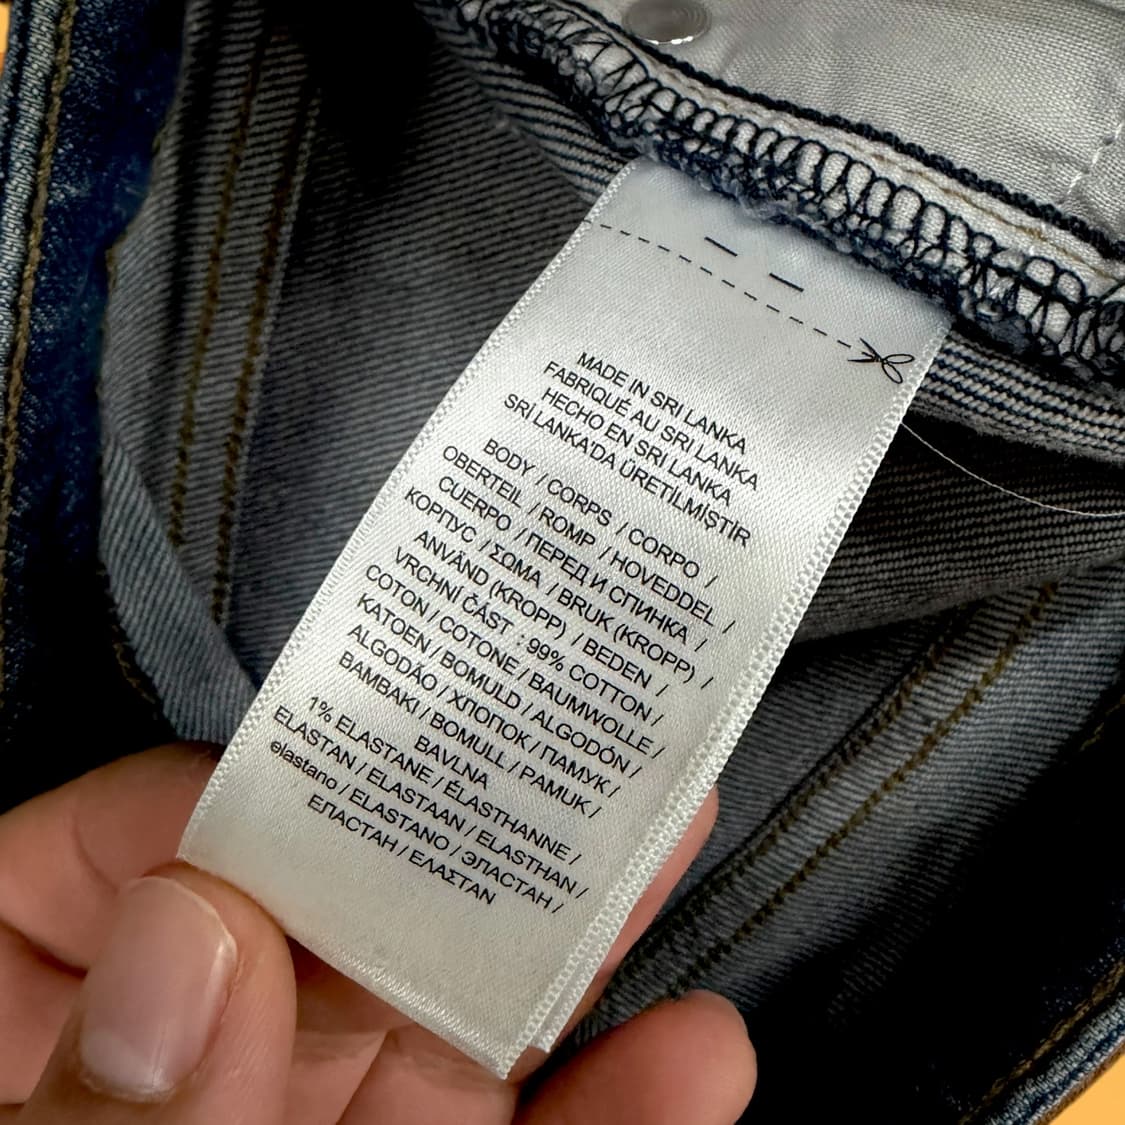 MADE IN SRI LANKA
FABRIQUÉ AU SRI LANKA
HECHO EN SRI LANKA
SRI LANKA'DA ÜRETİLMİŞTİR
BODY / CORPS / CORPO /
OBERTEIL / ROMP / HOVEDDEL /
CUERPO / ПЕРЕД И СПИНКА /
КОРПУС / ΣΩΜΑ / BRUK (KROPP) /
ANVÄND (KROPP) / BEDEN /
VRCHNÍ ČÁST : 99% COTTON /
COTON / COTONE / BAUMWOLLE /
KATOEN / BOMULD / ALGODÓN /
ALGODÃO / ХЛОПОК / ПАМУК /
ΒΑΜΒΑΚΙ / BOMULL / PAMUK /
BAVLNA
1% ELASTANE / ÉLASTHANNE /
ELASTAN / ELASTAAN / ELASTHAN /
elastano / ELASTANO / ЭЛАСТАН /
ЕЛАСТАН / ΕΛΑΣΤΑΝ